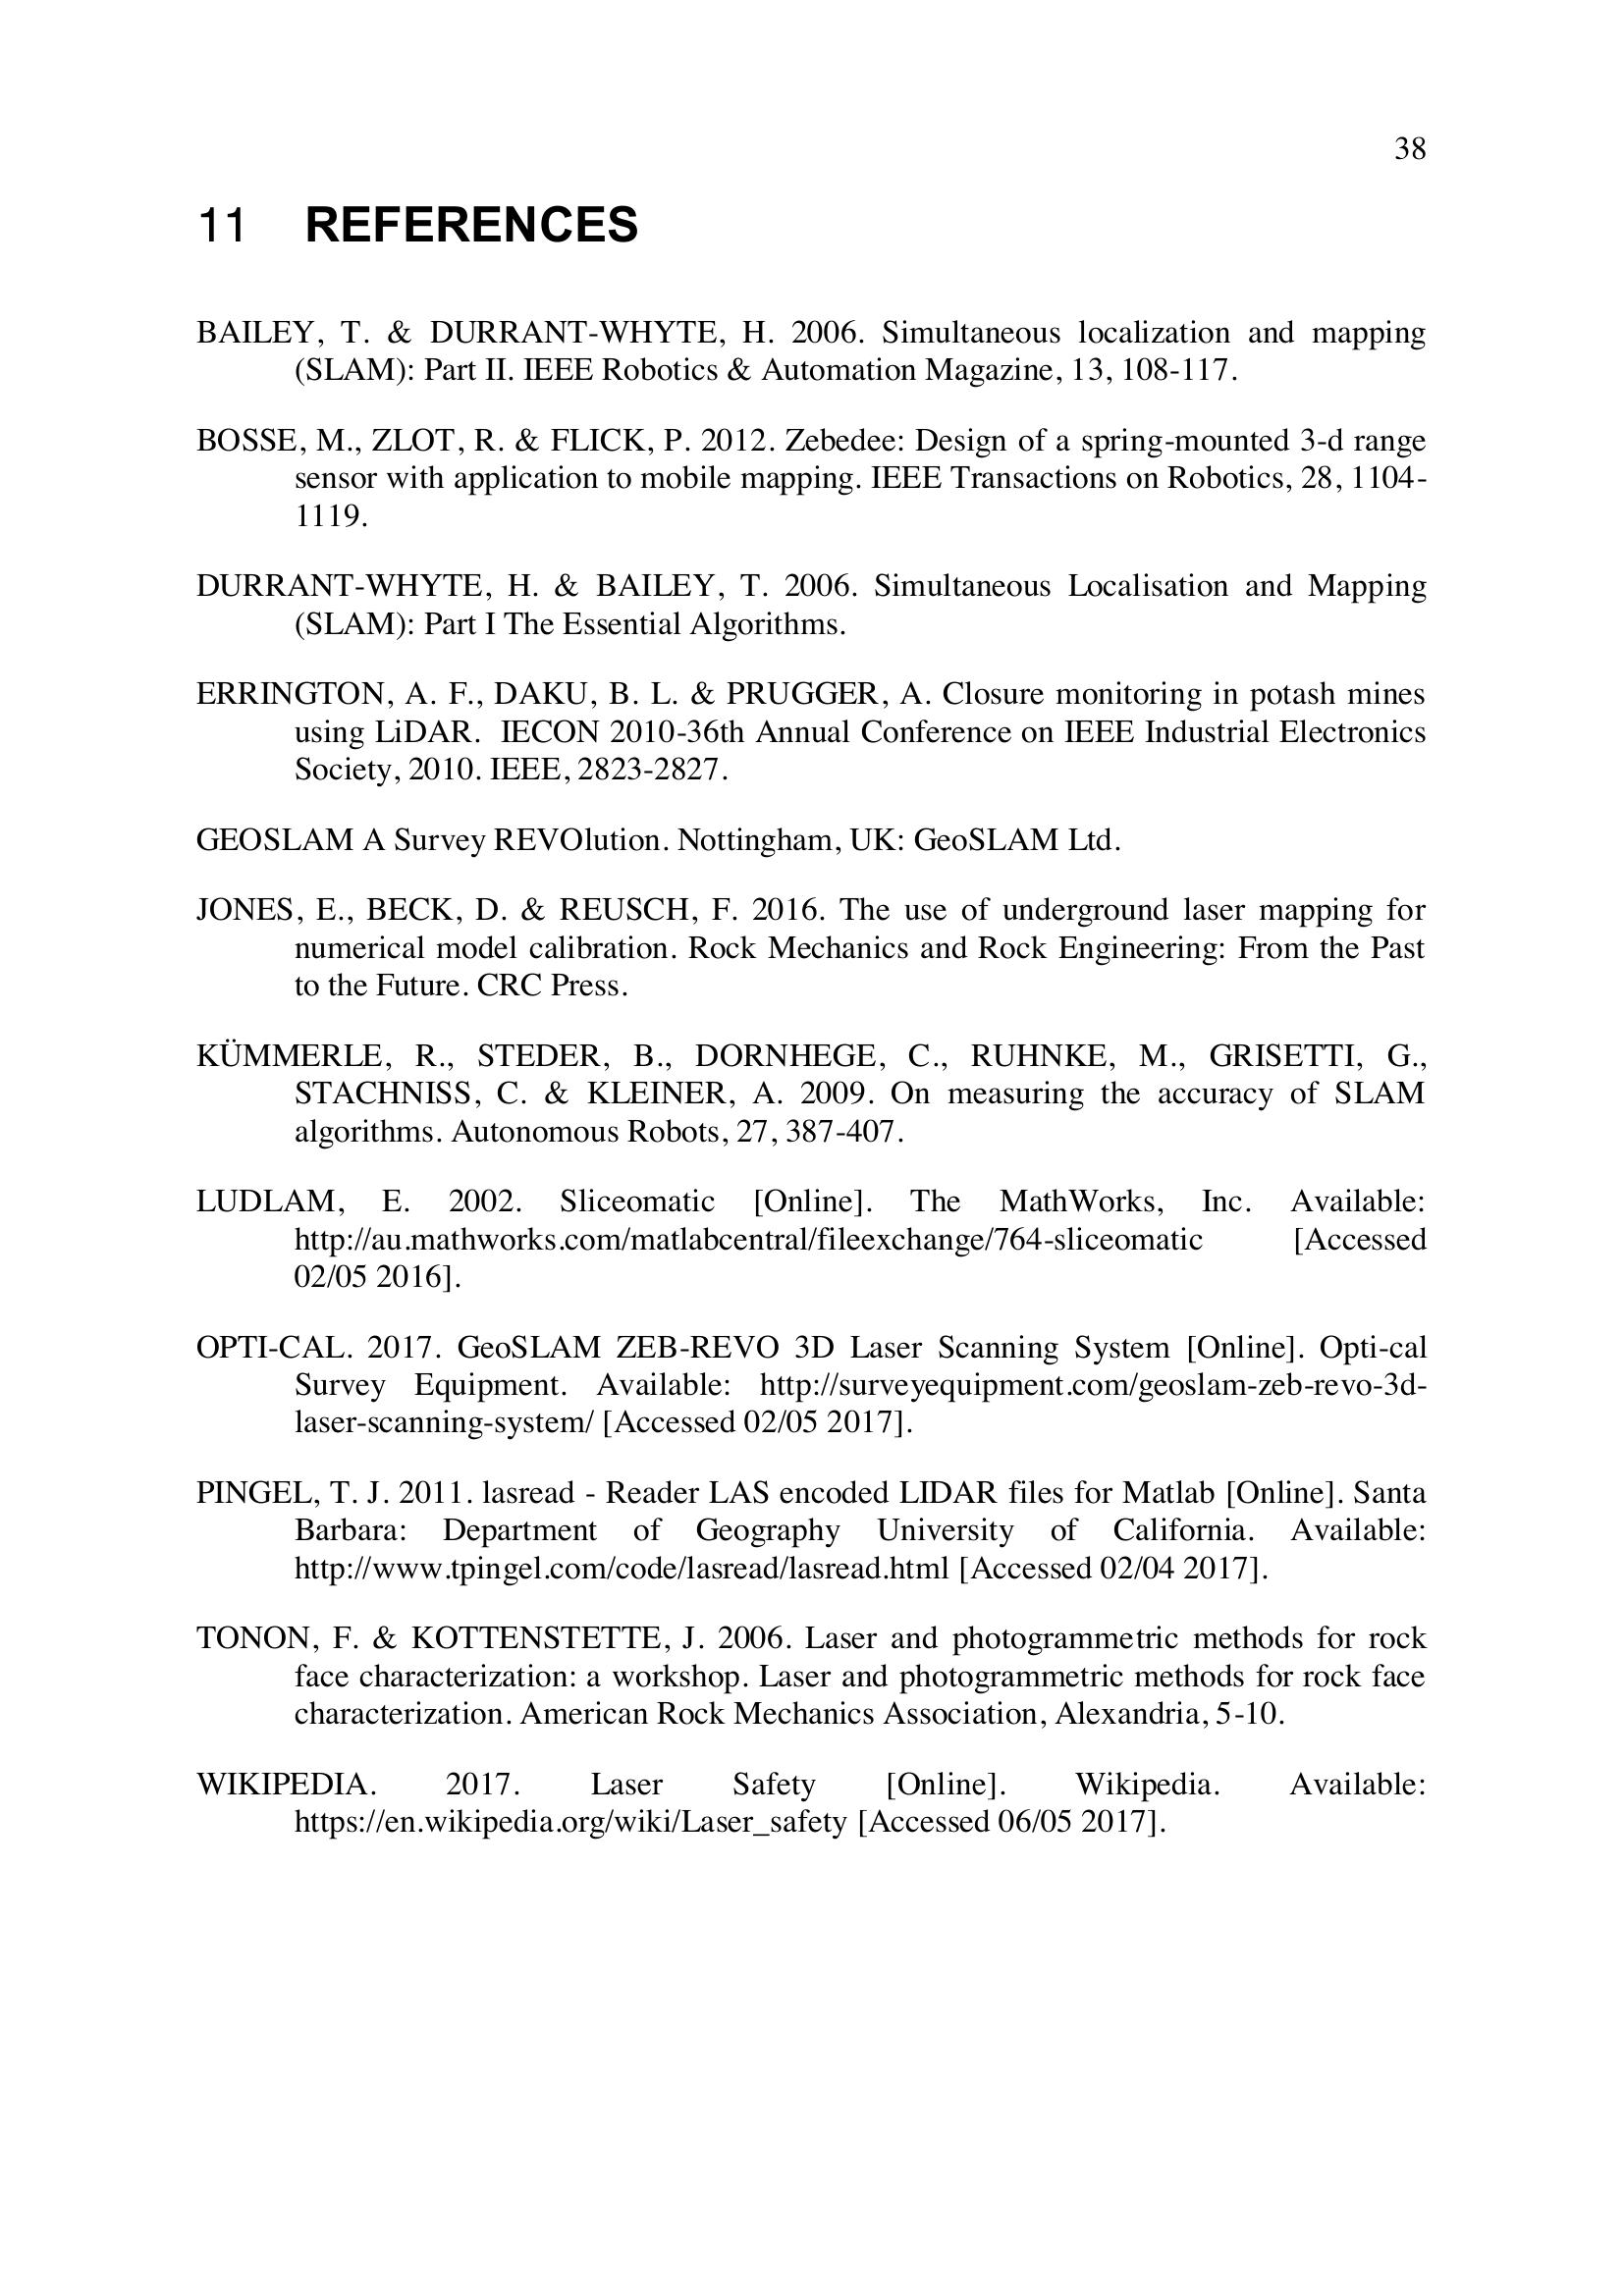 38
11 REFERENCES
BAILEY, T. & DURRANT-WHYTE, H. 2006. Simultaneous localization and mapping
(SLAM): Part II. IEEE Robotics & Automation Magazine, 13, 108-117.
BOSSE, M., ZLOT, R. & FLICK, P. 2012. Zebedee: Design of a spring-mounted 3-d range
sensor with application to mobile mapping. IEEE Transactions on Robotics, 28, 1104-
1119.
DURRANT-WHYTE, H. & BAILEY, T. 2006. Simultaneous Localisation and Mapping
(SLAM): Part I The Essential Algorithms.
ERRINGTON, A. F., DAKU, B. L. & PRUGGER, A. Closure monitoring in potash mines
using LiDAR. IECON 2010-36th Annual Conference on IEEE Industrial Electronics
Society, 2010. IEEE, 2823-2827.
GEOSLAM A Survey REVOlution. Nottingham, UK: GeoSLAM Ltd.
JONES, E., BECK, D. & REUSCH, F. 2016. The use of underground laser mapping for
numerical model calibration. Rock Mechanics and Rock Engineering: From the Past
to the Future. CRC Press.
KÜMMERLE, R., STEDER, B., DORNHEGE, C., RUHNKE, M., GRISETTI, G.,
STACHNISS, C. & KLEINER, A. 2009. On measuring the accuracy of SLAM
algorithms. Autonomous Robots, 27, 387-407.
LUDLAM, E. 2002. Sliceomatic [Online]. The MathWorks, Inc. Available:
http://au.mathworks.com/matlabcentral/fileexchange/764-sliceomatic [Accessed
02/05 2016].
OPTI-CAL. 2017. GeoSLAM ZEB-REVO 3D Laser Scanning System [Online]. Opti-cal
Survey Equipment. Available: http://surveyequipment.com/geoslam-zeb-revo-3d-
laser-scanning-system/ [Accessed 02/05 2017].
PINGEL, T. J. 2011. lasread - Reader LAS encoded LIDAR files for Matlab [Online]. Santa
Barbara: Department of Geography University of California. Available:
http://www.tpingel.com/code/lasread/lasread.html [Accessed 02/04 2017].
TONON, F. & KOTTENSTETTE, J. 2006. Laser and photogrammetric methods for rock
face characterization: a workshop. Laser and photogrammetric methods for rock face
characterization. American Rock Mechanics Association, Alexandria, 5-10.
WIKIPEDIA. 2017. Laser Safety [Online]. Wikipedia. Available:
https://en.wikipedia.org/wiki/Laser_safety [Accessed 06/05 2017].